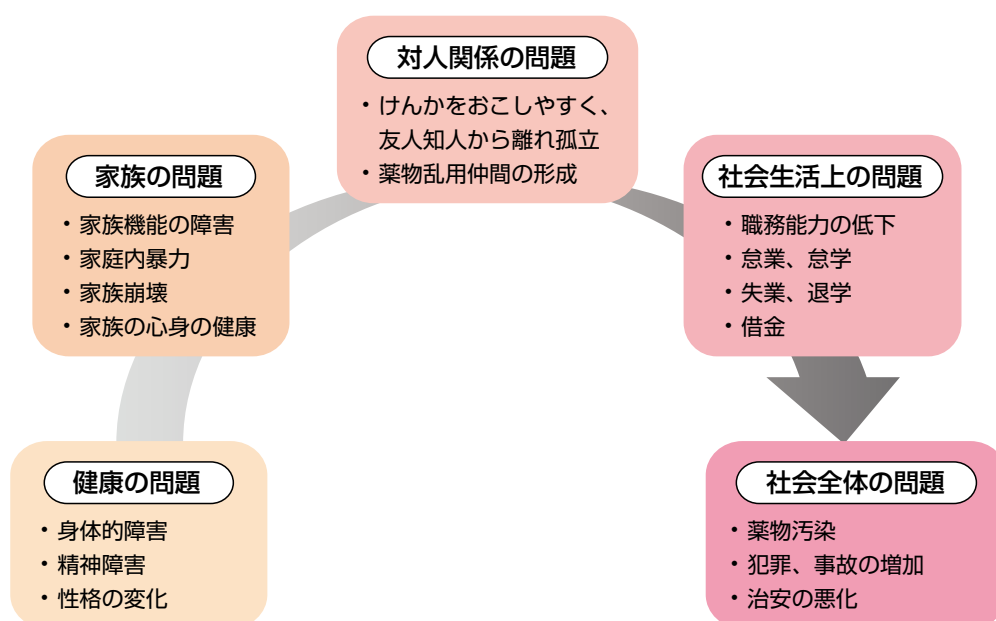 対人関係の問題
・けんかをおこしやすく、
友人知人から離れ孤立
・薬物乱用仲間の形成
家族の問題
・家族機能の障害
・家庭内暴力
・家族崩壊
・家族の心身の健康
社会生活上の問題
・職務能力の低下
・怠業、怠学
・失業、退学
・借金
健康の問題
・身体的障害
・精神障害
・性格の変化
社会全体の問題
・薬物汚染
・犯罪、事故の増加
・治安の悪化